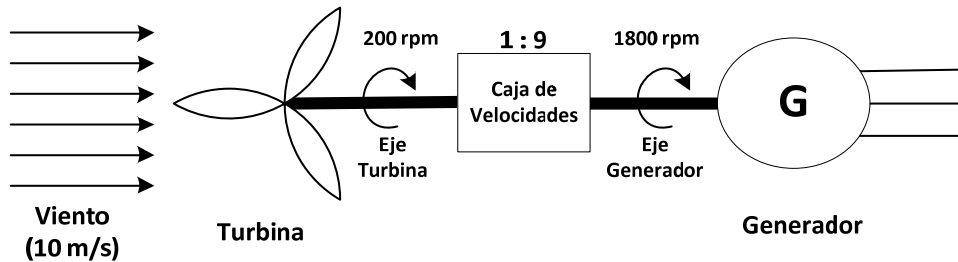 200 rpm
1 : 9
1800 rpm
Caja de
Velocidades
G
Eje
Turbina
Eje
Generador
Viento
(10 m/s)
Turbina
Generador